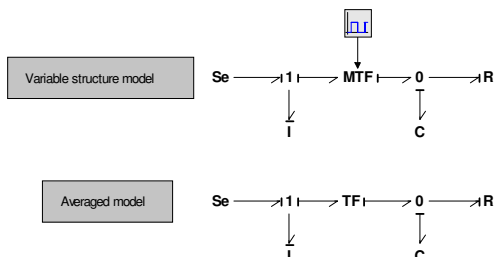 Variable structure model
Se 1 MTF 0 R
I C
Averaged model
Se 1 TF 0 R
I C